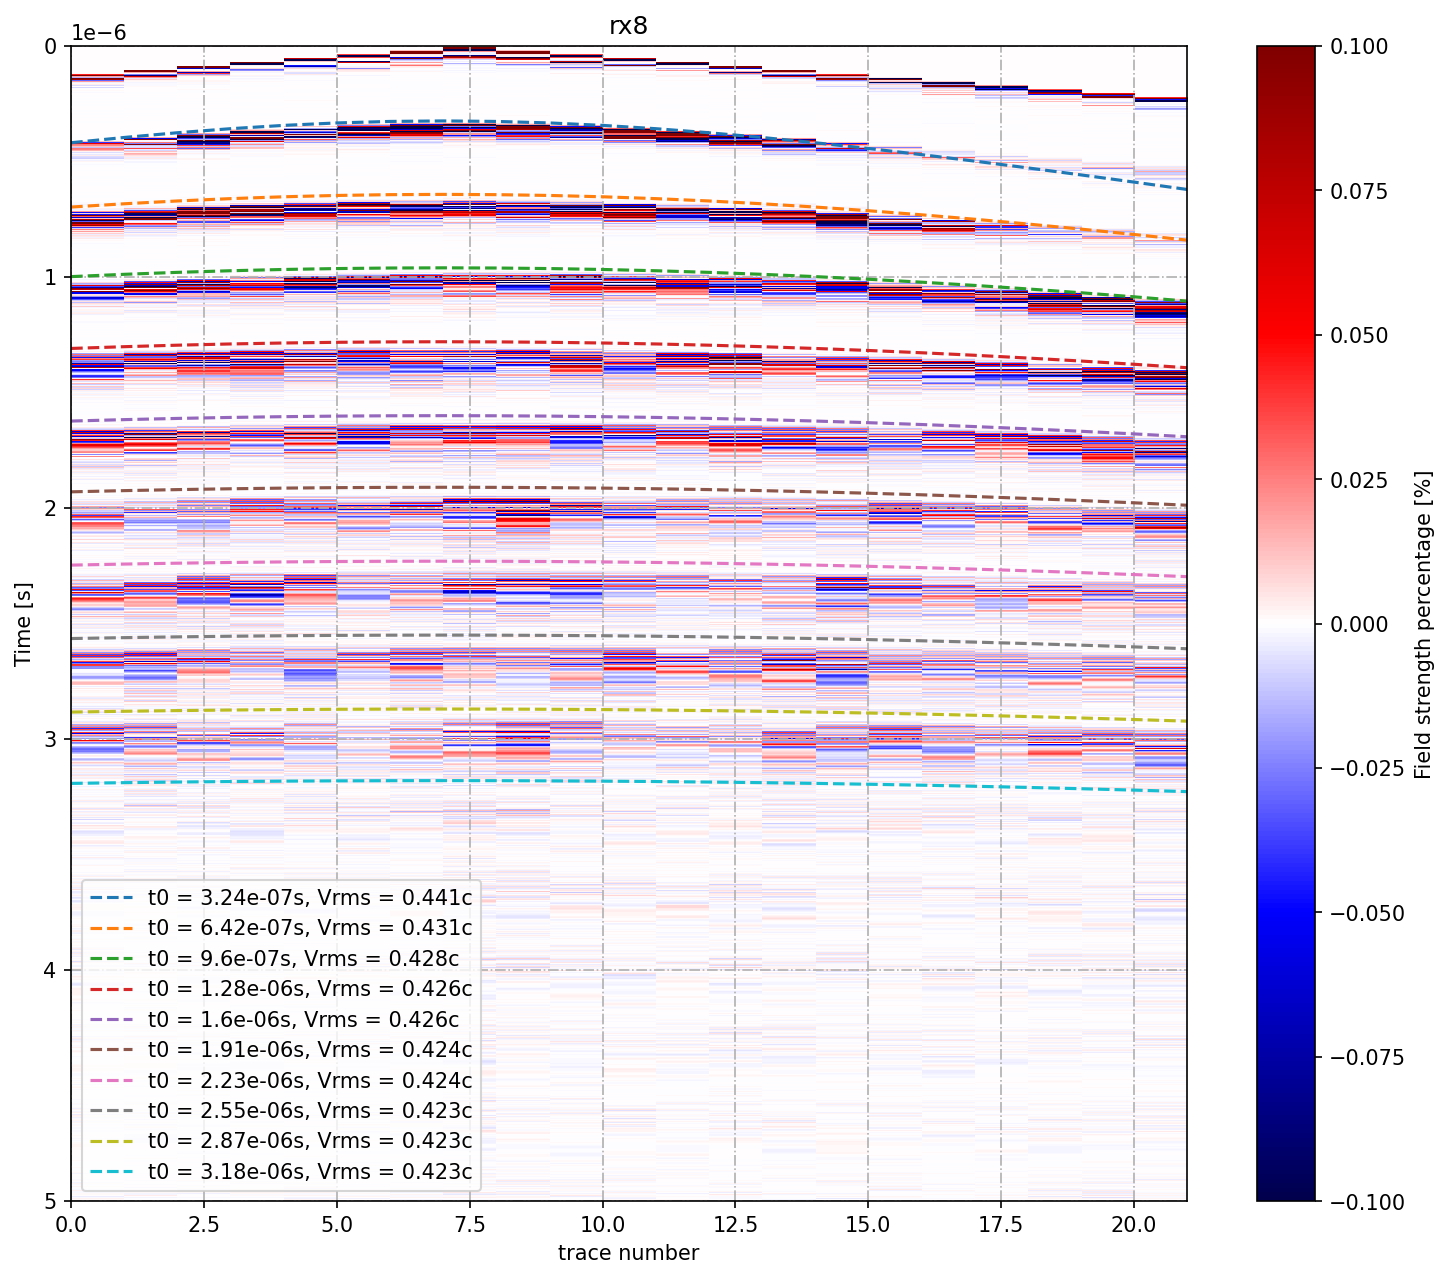 rx8
1e−6
0
1
2
3
4
5
Time [s]
0.0
2.5
5.0
7.5
10.0
12.5
15.0
17.5
20.0
trace number
t0 = 3.24e-07s, Vrms = 0.441c
t0 = 6.42e-07s, Vrms = 0.431c
t0 = 9.6e-07s, Vrms = 0.428c
t0 = 1.28e-06s, Vrms = 0.426c
t0 = 1.6e-06s, Vrms = 0.426c
t0 = 1.91e-06s, Vrms = 0.424c
t0 = 2.23e-06s, Vrms = 0.424c
t0 = 2.55e-06s, Vrms = 0.423c
t0 = 2.87e-06s, Vrms = 0.423c
t0 = 3.18e-06s, Vrms = 0.423c
0.100
0.075
0.050
0.025
0.000
−0.025
−0.050
−0.075
−0.100
Field strength percentage [%]